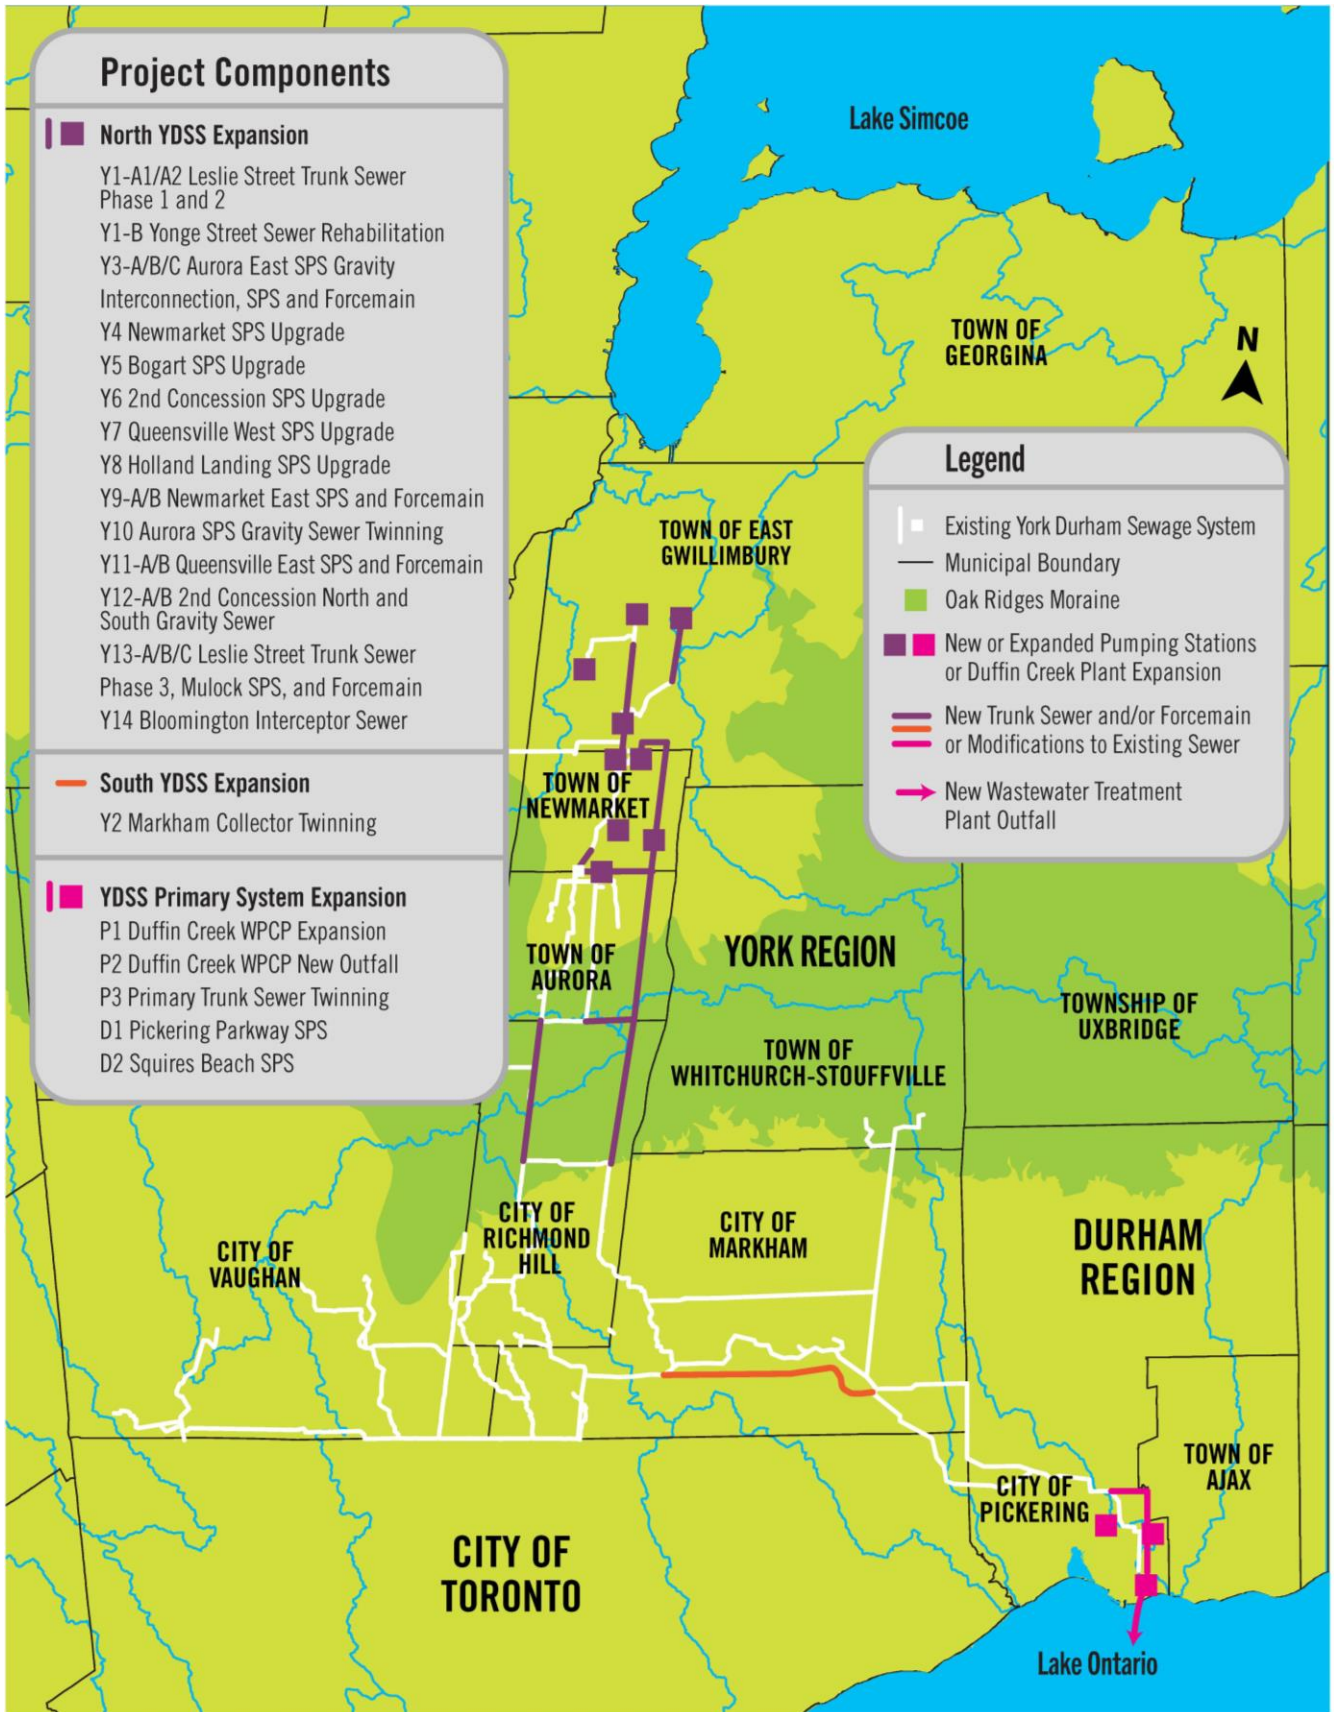 Project Components
North YDSS Expansion
Y1-A1/A2 Leslie Street Trunk Sewer
Phase 1 and 2
Y1-B Yonge Street Sewer Rehabilitation
Y3-A/B/C Aurora East SPS Gravity
Interconnection, SPS and Forcemain
Y4 Newmarket SPS Upgrade
Y5 Bogart SPS Upgrade
Y6 2nd Concession SPS Upgrade
Y7 Queensville West SPS Upgrade
Y8 Holland Landing SPS Upgrade
Y9-A/B Newmarket East SPS and Forcemain
Y10 Aurora SPS Gravity Sewer Twinning
Y11-A/B Queensville East SPS and Forcemain
Y12-A/B 2nd Concession North and
South Gravity Sewer
Y13-A/B/C Leslie Street Trunk Sewer
Phase 3, Mulock SPS, and Forcemain
Y14 Bloomington Interceptor Sewer
South YDSS Expansion
Y2 Markham Collector Twinning
YDSS Primary System Expansion
P1 Duffin Creek WPCP Expansion
P2 Duffin Creek WPCP New Outfall
P3 Primary Trunk Sewer Twinning
D1 Pickering Parkway SPS
D2 Squires Beach SPS
Lake Simcoe
TOWN OF
GEORGINA
N
Legend
Existing York Durham Sewage System
Municipal Boundary
Oak Ridges Moraine
New or Expanded Pumping Stations
or Duffin Creek Plant Expansion
New Trunk Sewer and/or Forcemain
or Modifications to Existing Sewer
New Wastewater Treatment
Plant Outfall
TOWN OF EAST
GWILLIMBURY
TOWN OF
NEWMARKET
TOWN OF
AURORA
YORK REGION
TOWN OF
WHITCHURCH-STOUFFVILLE
TOWNSHIP OF
UXBRIDGE
CITY OF
VAUGHAN
CITY OF
RICHMOND
HILL
CITY OF
MARKHAM
DURHAM
REGION
CITY OF
TORONTO
CITY OF
PICKERING
TOWN OF
AJAX
Lake Ontario